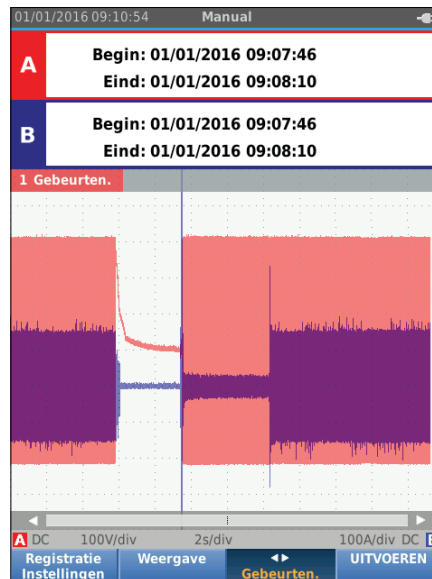 01/01/2016 09:10:54 Manual
A
Begin: 01/01/2016 09:07:46
Eind: 01/01/2016 09:08:10
B
Begin: 01/01/2016 09:07:46
Eind: 01/01/2016 09:08:10
1 Gebeurten.
A DC 100V/div 2s/div 100A/div DC B
Registratie Instellingen Weergave Gebeurten. UITVOEREN